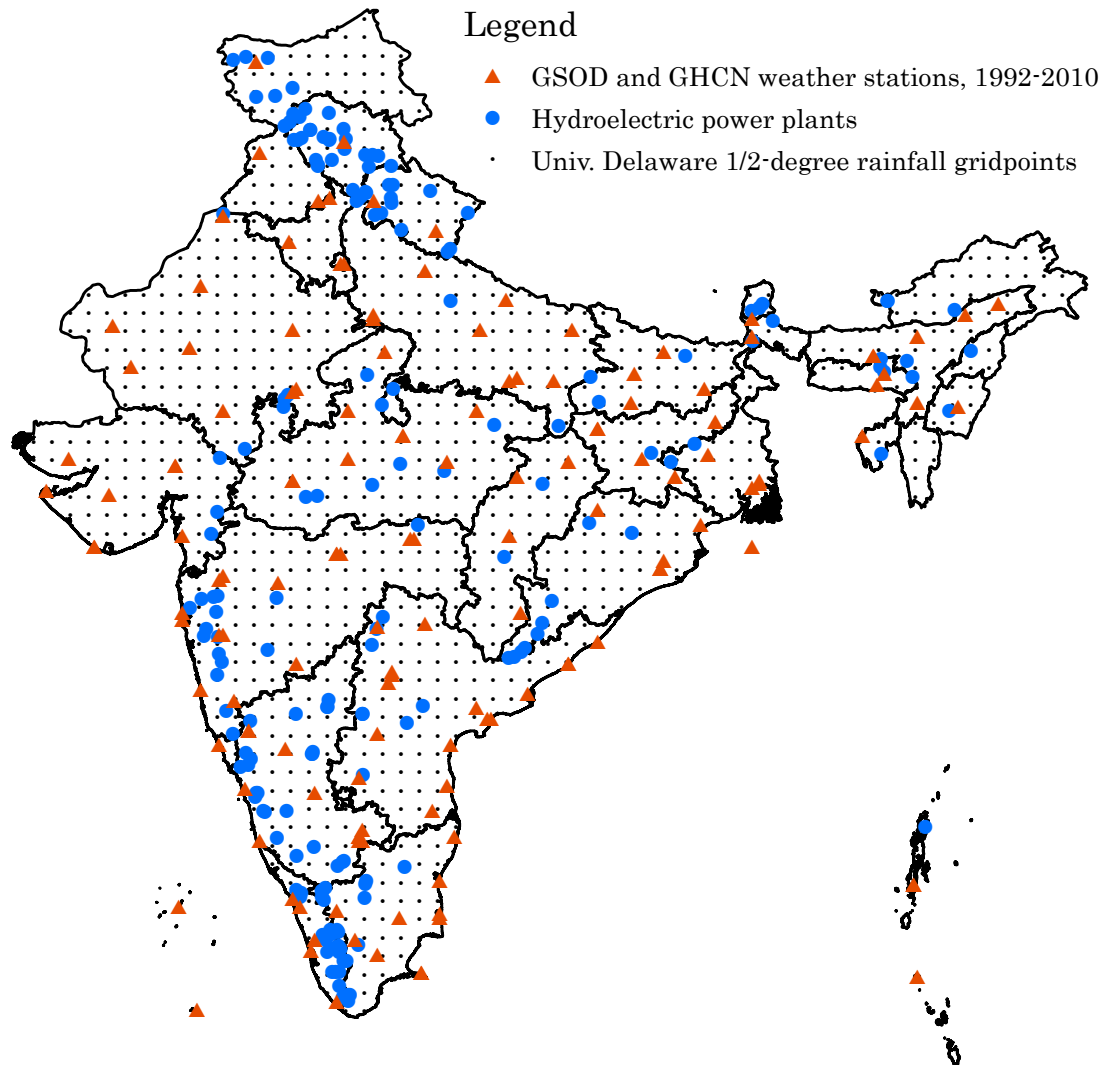 Legend
GSOD and GHCN weather stations, 1992-2010
Hydroelectric power plants
Univ. Delaware 1/2-degree rainfall gridpoints